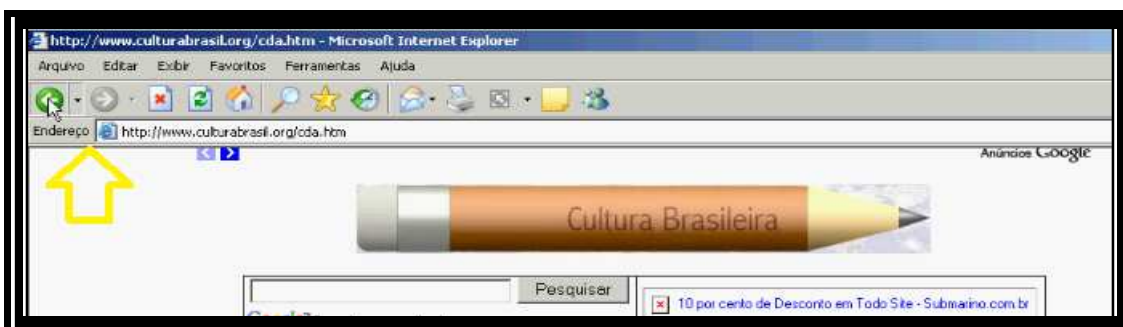 http://www.culturabrasil.org/cda.htm - Microsoft Internet Explorer
Arquivo Editar Exibir Favoritos Ferramentas Ajuda
Endereço http://www.culturabrasil.org/cda.htm
Anúncios Google
Cultura Brasileira
Pesquisar
10 por cento de Desconto em Todo Site - Submarino.com.br